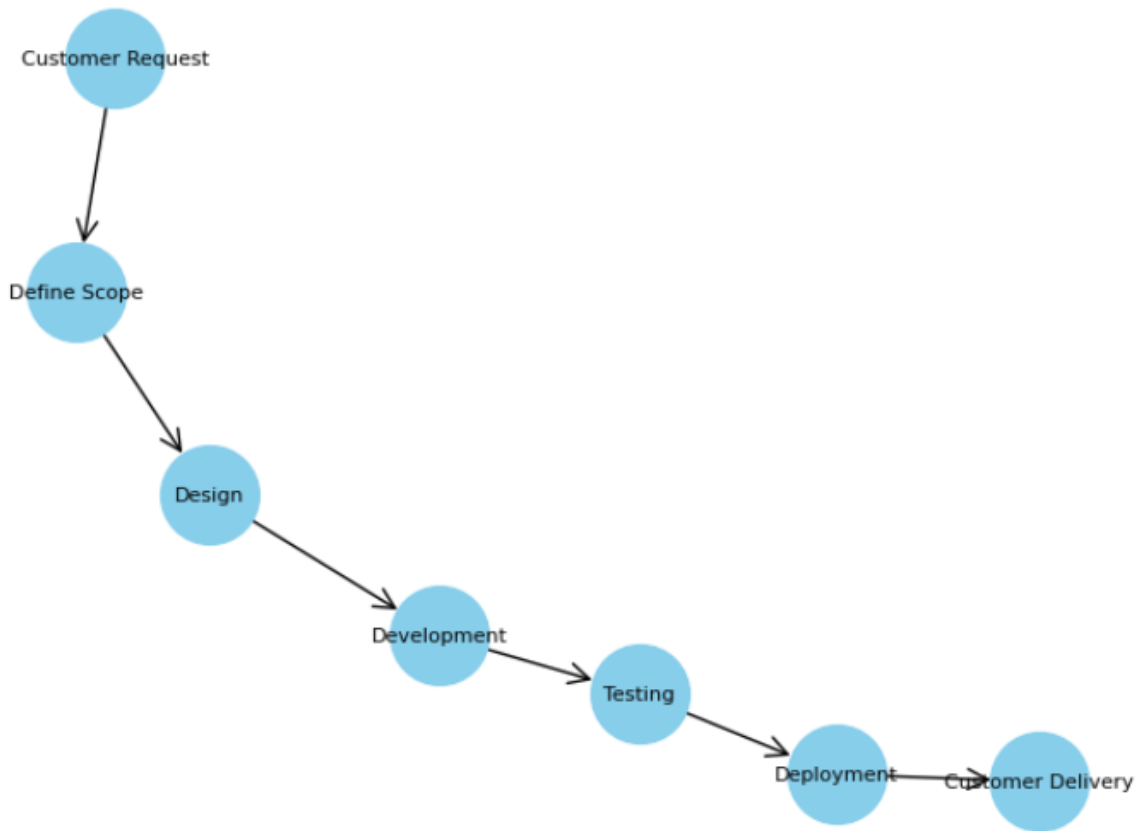 Customer Request
Define Scope
Design
Development
Testing
Deployment
Customer Delivery